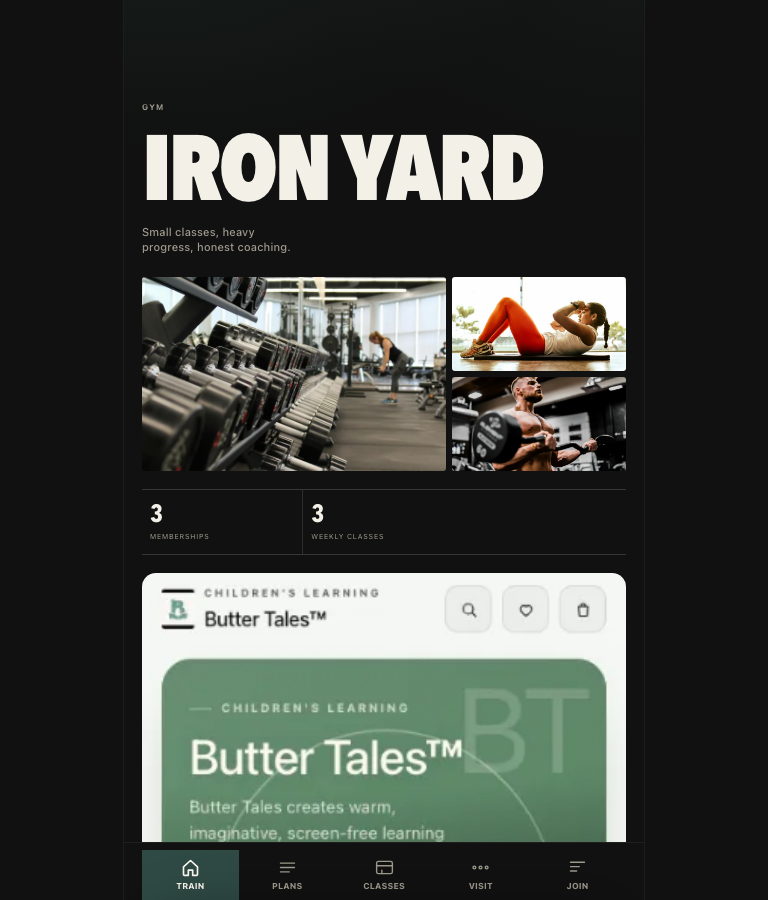 GYM
IRON YARD
Small classes, heavy
progress, honest coaching.
3
MEMBERSHIPS
3
WEEKLY CLASSES
CHILDREN'S LEARNING
Butter Tales™
BT
CHILDREN'S LEARNING
Butter Tales™
Butter Tales creates warm,
imaginative, screen-free learning
TRAIN
PLANS
CLASSES
VISIT
JOIN